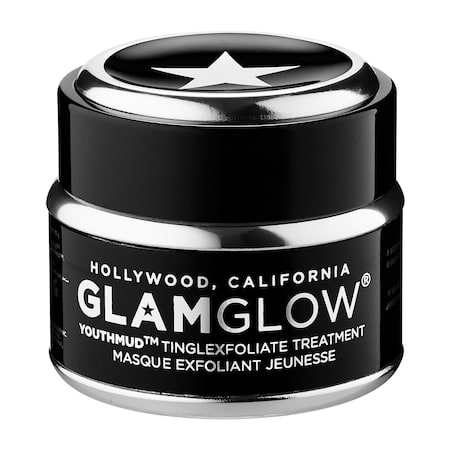 HOLLYWOOD, CALIFORNIA
GLAMGLOW®
YOUTHMUD™ TINGLEXFOLIATE TREATMENT
MASQUE EXFOLIANT JEUNESSE